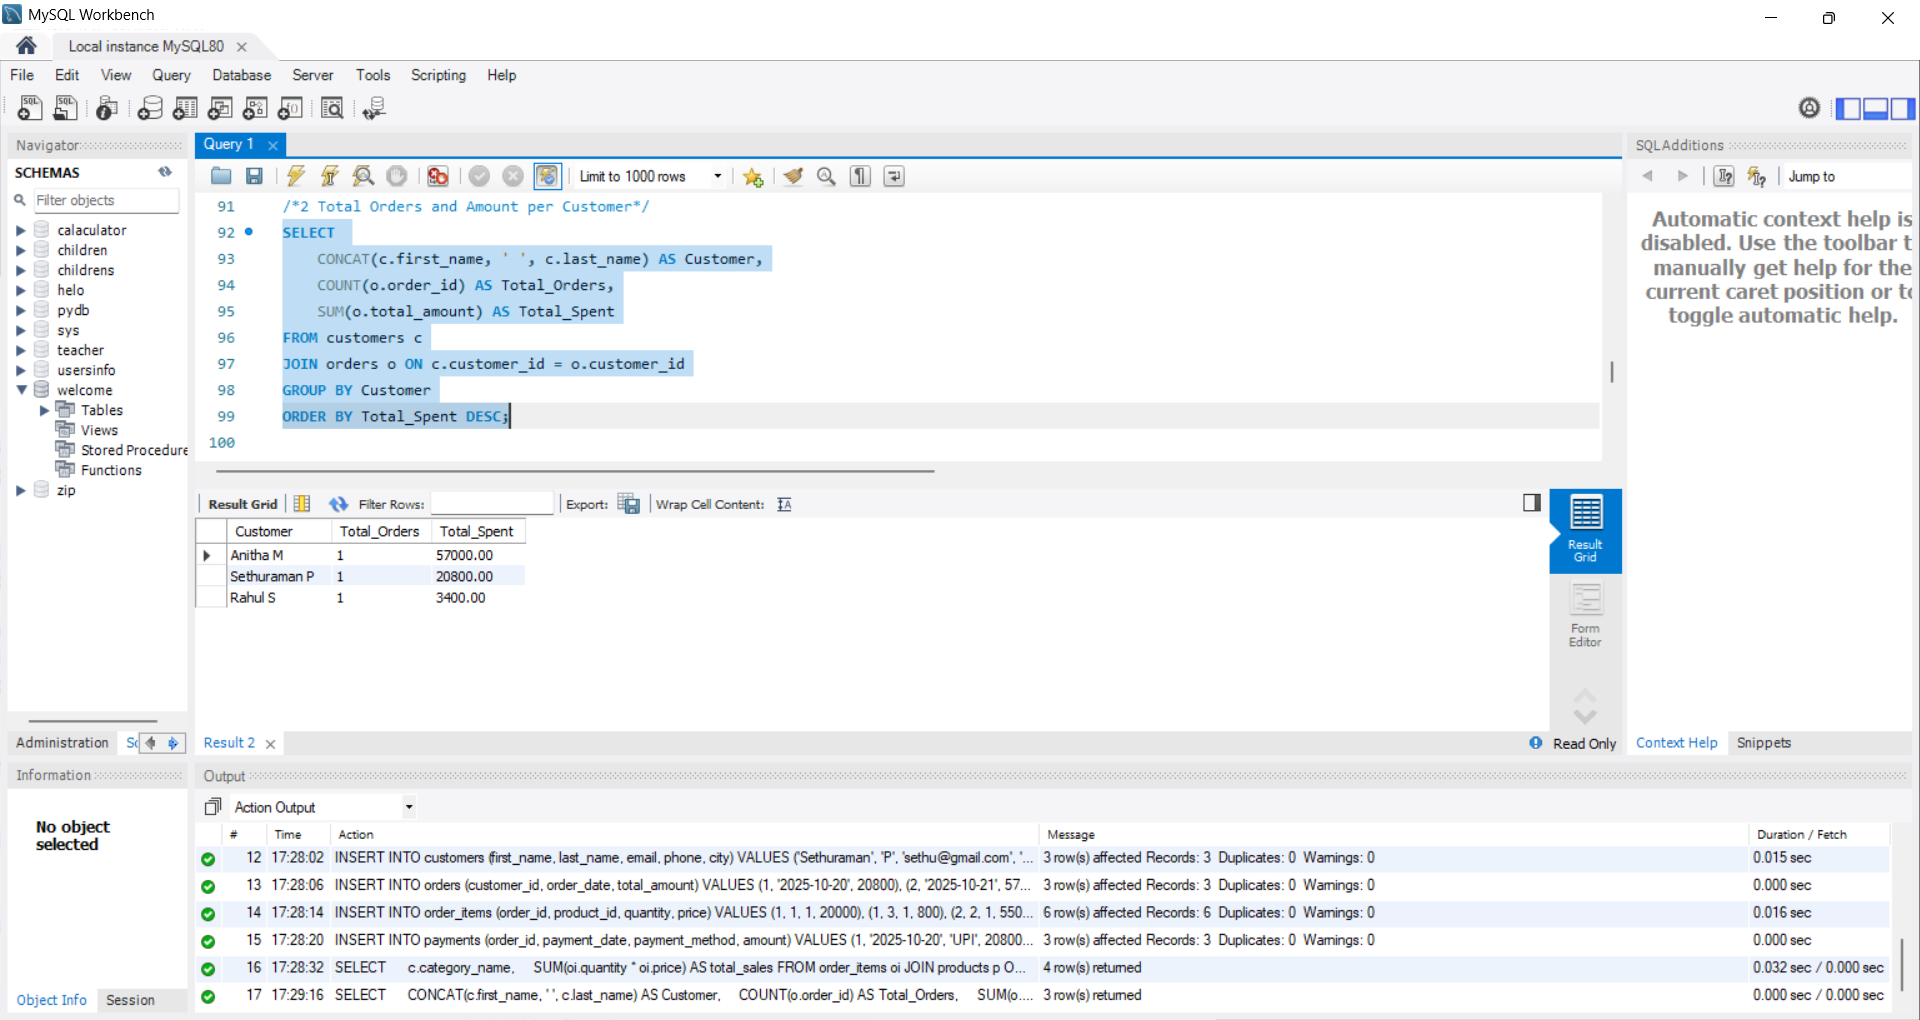 MySQL Workbench
Local instance MySQL80
File Edit View Query Database Server Tools Scripting Help
Navigator
SCHEMAS
Filter objects
calaculator
children
childrens
helo
pydb
sys
teacher
usersinfo
welcome
Tables
Views
Stored Procedure
Functions
zip
Administration Sc
Information
No object
selected
Object Info Session
Query 1
Limit to 1000 rows
91 /*2 Total Orders and Amount per Customer*/
92 SELECT
93 CONCAT(c.first_name, ' ', c.last_name) AS Customer,
94 COUNT(o.order_id) AS Total_Orders,
95 SUM(o.total_amount) AS Total_Spent
96 FROM customers c
97 JOIN orders o ON c.customer_id = o.customer_id
98 GROUP BY Customer
99 ORDER BY Total_Spent DESC;
100
Result Grid Filter Rows: Export: Wrap Cell Content:
Customer Total_Orders Total_Spent
Anitha M 1 57000.00
Sethuraman P 1 20800.00
Rahul S 1 3400.00
Result
Grid
Form
Editor
Result 2
Read Only
SQLAdditions
Jump to
Automatic context help is
disabled. Use the toolbar t
manually get help for the
current caret position or to
toggle automatic help.
Context Help Snippets
Output
Action Output
# Time Action Message Duration / Fetch
12 17:28:02 INSERT INTO customers (first_name, last_name, email, phone, city) VALUES ('Sethuraman', 'P', 'sethu@gmail.com', '... 3 row(s) affected Records: 3 Duplicates: 0 Warnings: 0 0.015 sec
13 17:28:06 INSERT INTO orders (customer_id, order_date, total_amount) VALUES (1, '2025-10-20', 20800), (2, '2025-10-21', 57... 3 row(s) affected Records: 3 Duplicates: 0 Warnings: 0 0.000 sec
14 17:28:14 INSERT INTO order_items (order_id, product_id, quantity, price) VALUES (1, 1, 1, 20000), (1, 3, 1, 800), (2, 2, 1, 550... 6 row(s) affected Records: 6 Duplicates: 0 Warnings: 0 0.016 sec
15 17:28:20 INSERT INTO payments (order_id, payment_date, payment_method, amount) VALUES (1, '2025-10-20', 'UPI', 20800... 3 row(s) affected Records: 3 Duplicates: 0 Warnings: 0 0.000 sec
16 17:28:32 SELECT c.category_name, SUM(oi.quantity * oi.price) AS total_sales FROM order_items oi JOIN products p O... 4 row(s) returned 0.032 sec / 0.000 sec
17 17:29:16 SELECT CONCAT(c.first_name, ' ', c.last_name) AS Customer, COUNT(o.order_id) AS Total_Orders, SUM(o.... 3 row(s) returned 0.000 sec / 0.000 sec